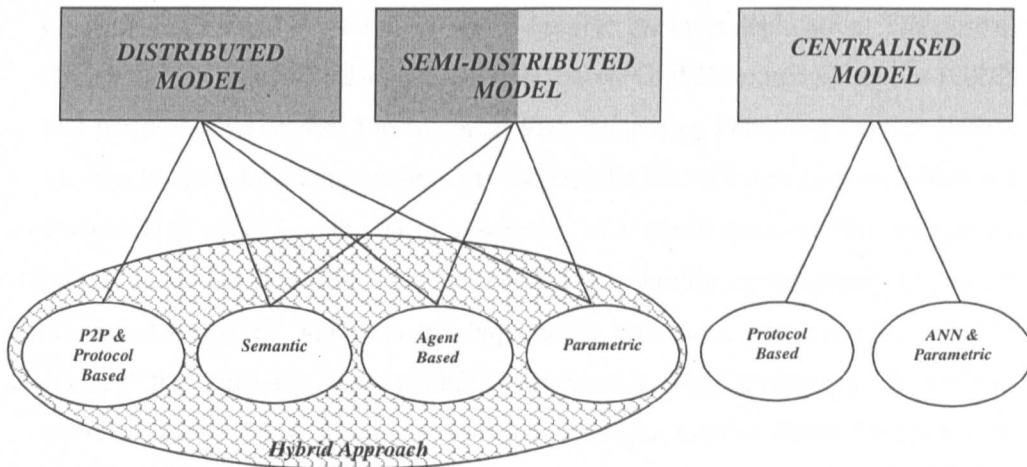 DISTRIBUTED
MODEL
SEMI-DISTRIBUTED
MODEL
CENTRALISED
MODEL
P2P &
Protocol
Based
Semantic
Agent
Based
Parametric
Protocol
Based
ANN &
Parametric
Hybrid Approach